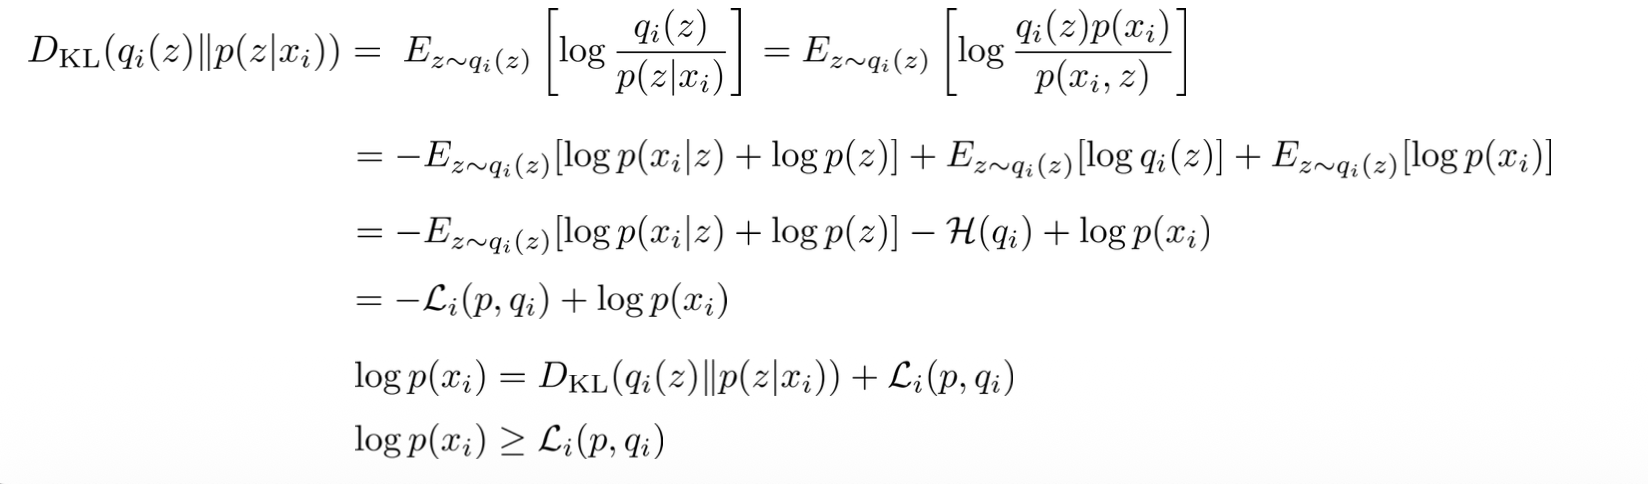 D_KL(q_i(z)‖p(z|x_i)) = E_{z∼q_i(z)} [log q_i(z)/p(z|x_i)] = E_{z∼q_i(z)} [log q_i(z)p(x_i)/p(x_i, z)]
= −E_{z∼q_i(z)}[log p(x_i|z) + log p(z)] + E_{z∼q_i(z)}[log q_i(z)] + E_{z∼q_i(z)}[log p(x_i)]
= −E_{z∼q_i(z)}[log p(x_i|z) + log p(z)] − ℋ(q_i) + log p(x_i)
= −ℒ_i(p, q_i) + log p(x_i)
log p(x_i) = D_KL(q_i(z)‖p(z|x_i)) + ℒ_i(p, q_i)
log p(x_i) ≥ ℒ_i(p, q_i)